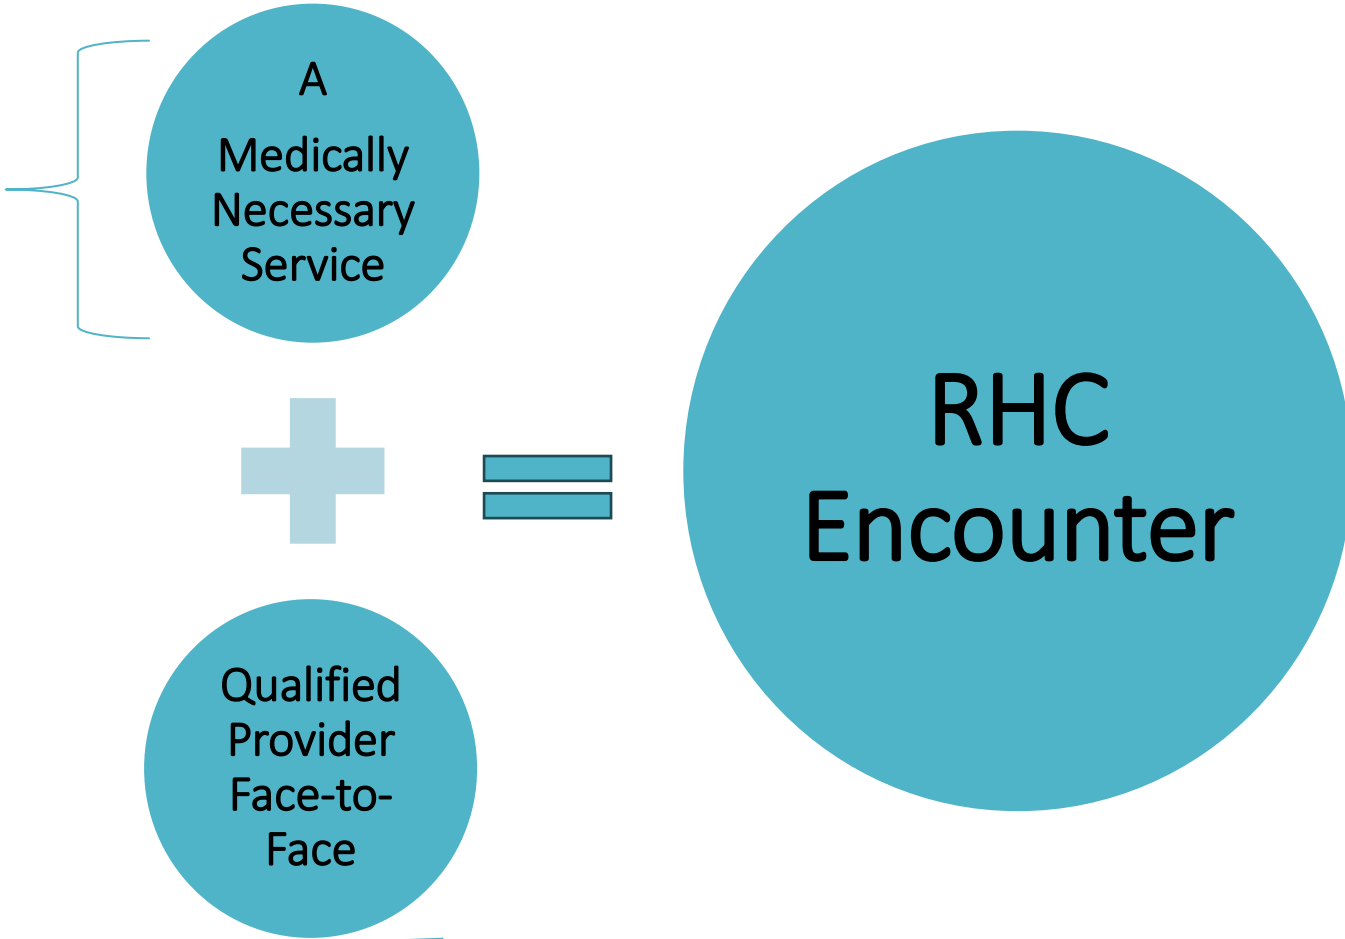 A
Medically
Necessary
Service
Qualified
Provider
Face-to-
Face
RHC
Encounter